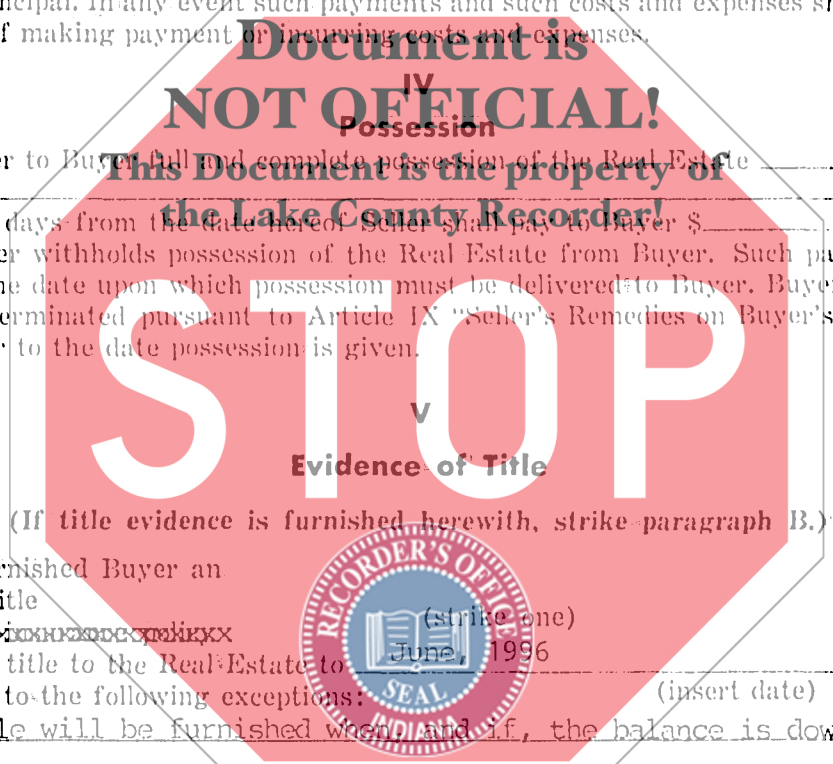 ncipal. In any event such payments and such costs and expenses s
f making payment or incurring costs and expenses.
Document is
IV
NOT OFFICIAL!
Possession
er to Buyer full and complete possession of the Real Estate
This Document is the property of
the Lake County Recorder!
days from the date hereof Seller shall pay to Buyer $
er withholds possession of the Real Estate from Buyer. Such pa
he date upon which possession must be delivered to Buyer. Buye
erminated pursuant to Article IX "Seller's Remedies on Buyer's
r to the date possession is given.
STOP
V
Evidence of Title
(If title evidence is furnished herewith, strike paragraph B.)
rnished Buyer an
itle
(strike one)
title to the Real Estate to June, 1996
to the following exceptions: (insert date)
le will be furnished when, and if, the balance is dow
RECORDER'S OFFICE
SEAL
INDIANA